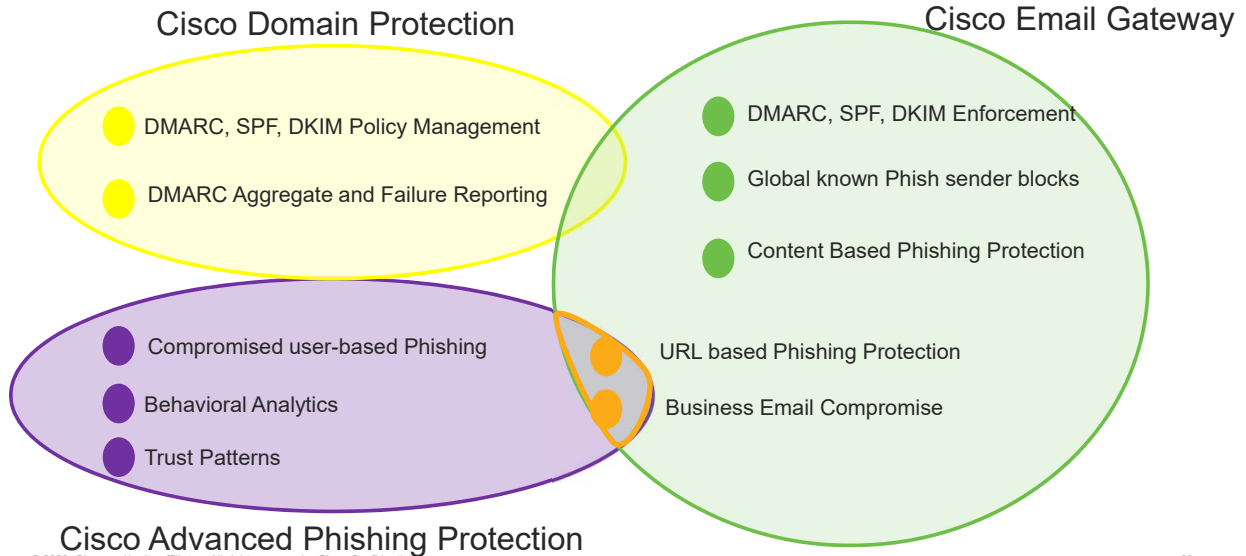 Cisco Domain Protection
Cisco Email Gateway
DMARC, SPF, DKIM Policy Management
DMARC Aggregate and Failure Reporting
DMARC, SPF, DKIM Enforcement
Global known Phish sender blocks
Content Based Phishing Protection
Compromised user-based Phishing
Behavioral Analytics
Trust Patterns
URL based Phishing Protection
Business Email Compromise
Cisco Advanced Phishing Protection